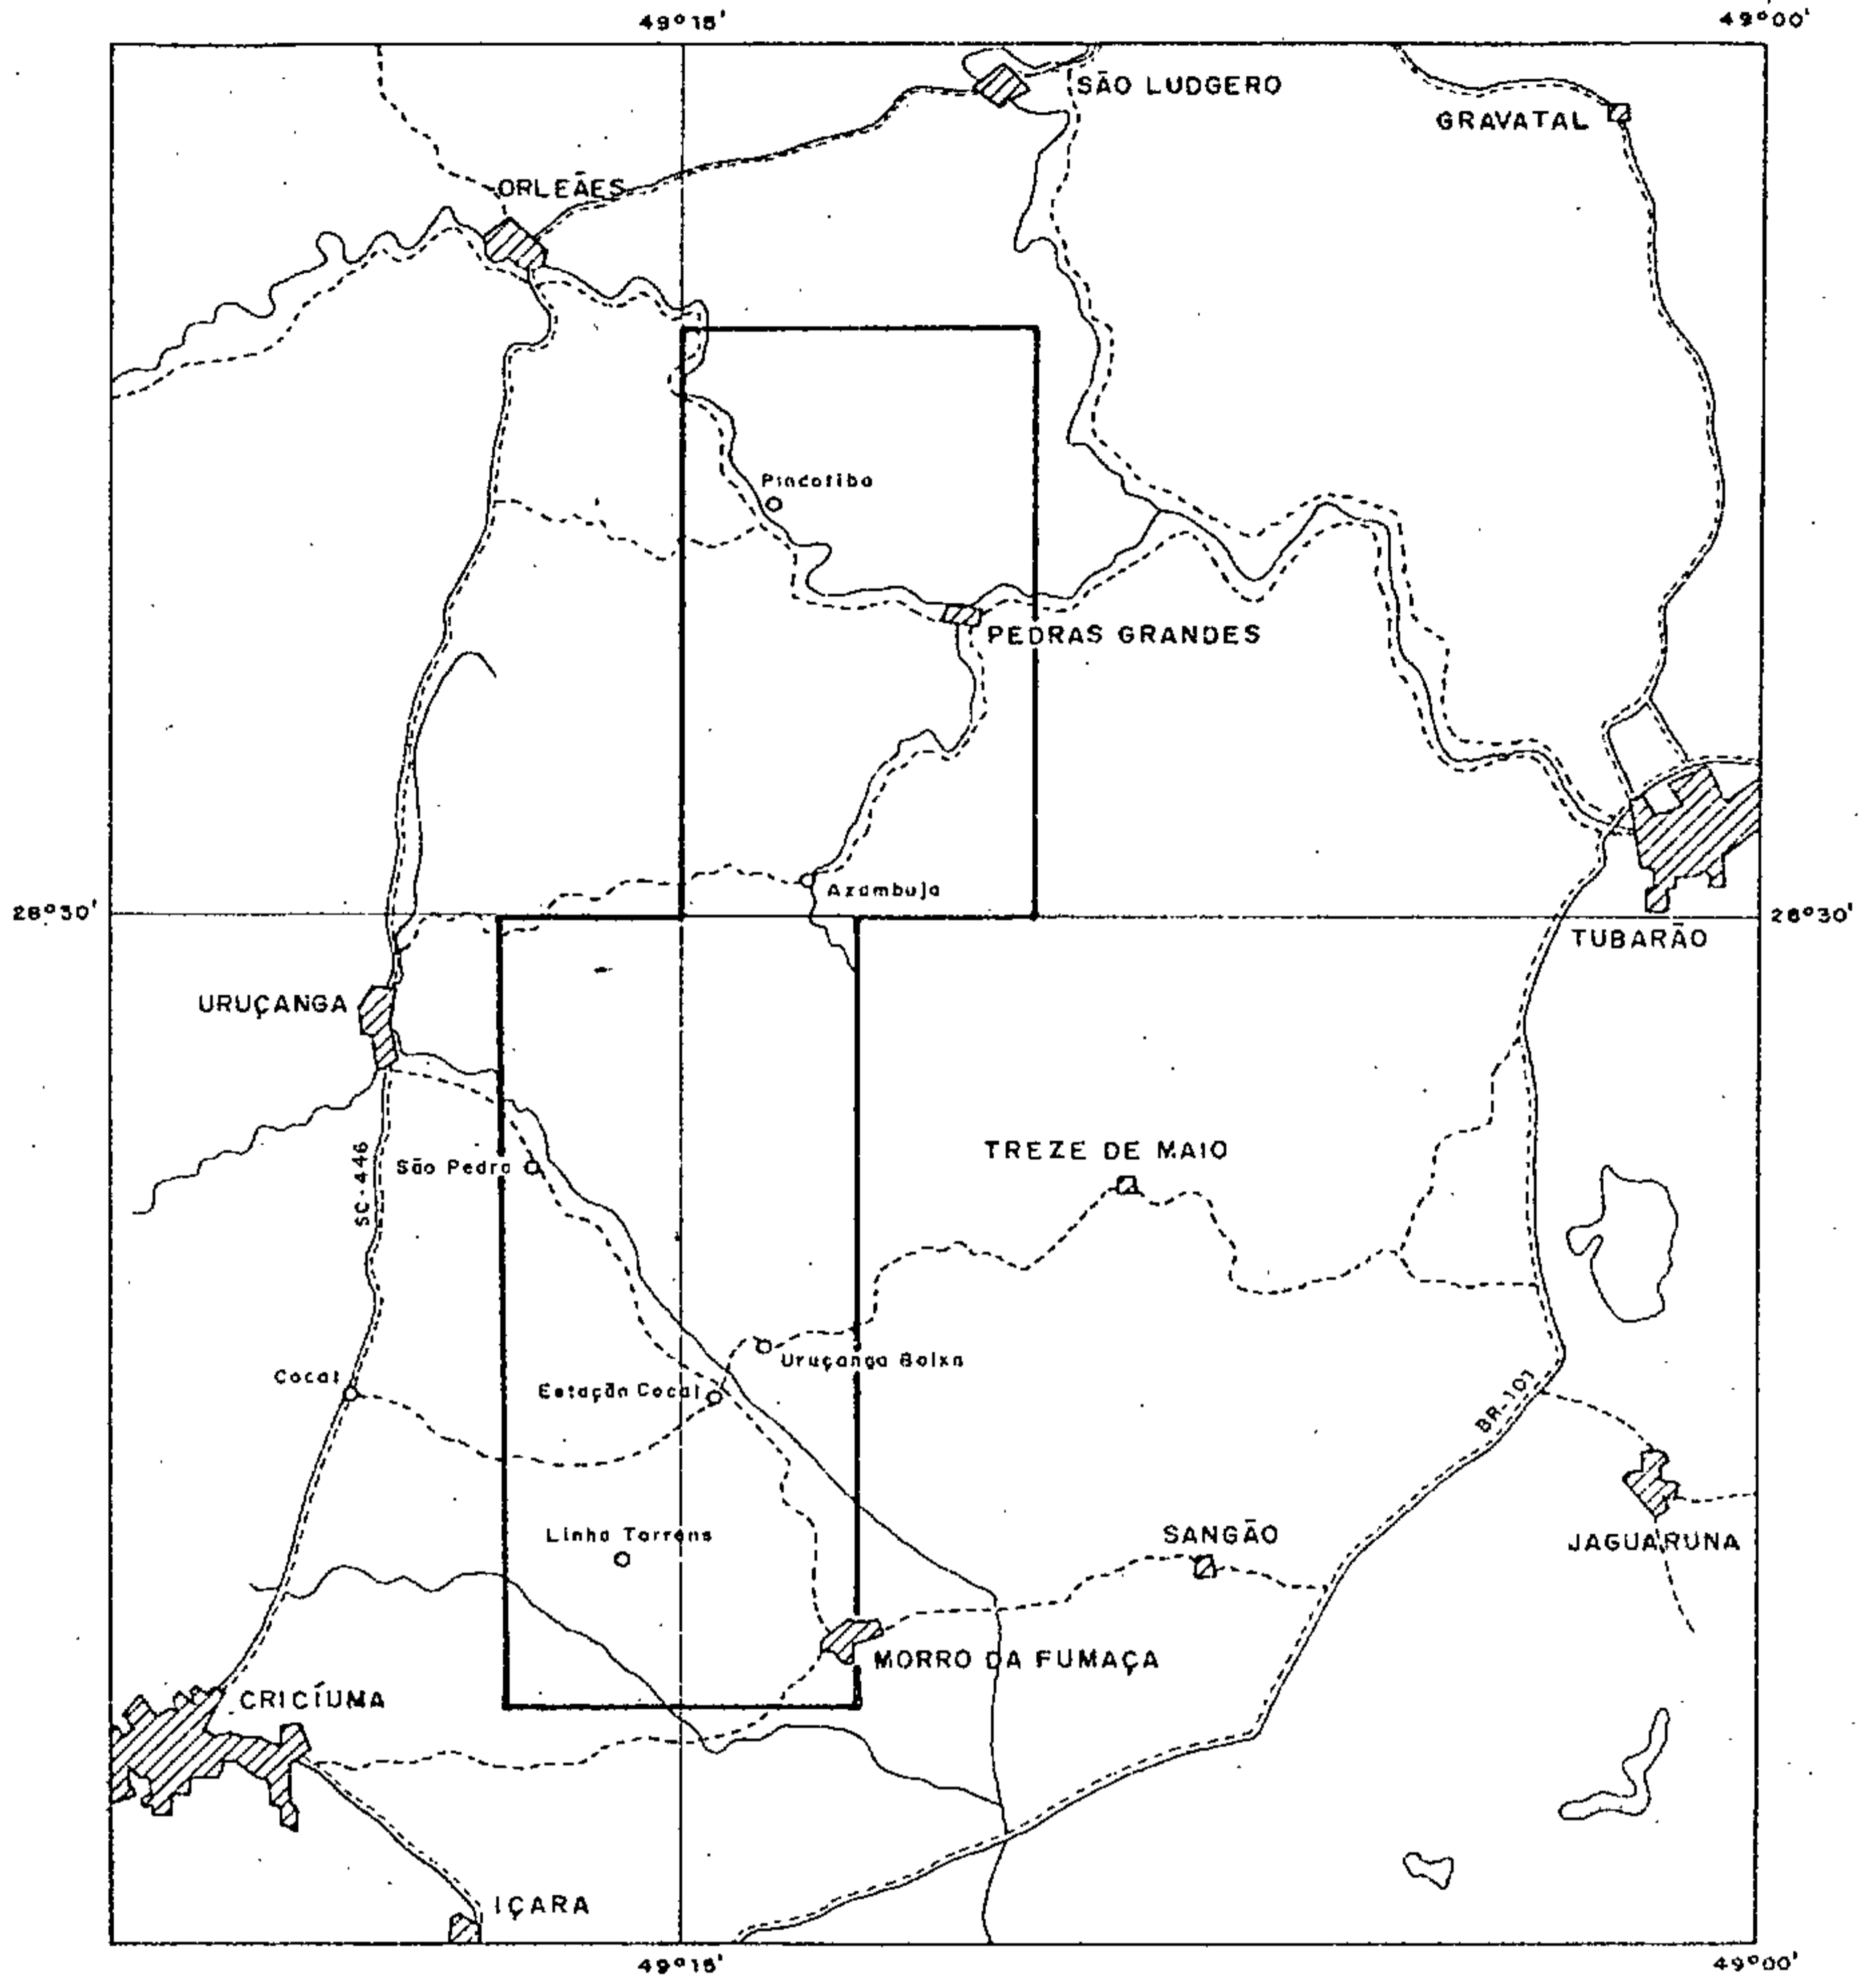 49°15'
49°00'
SÃO LUDGERO
GRAVATAL
ORLEÃES
Pindotiba
PEDRAS GRANDES
Azambuja
28°30'
28°30'
TUBARÃO
URUÇANGA
TREZE DE MAIO
São Pedro
SC-446
Uruçanga Baixa
Cocal
Estação Cocal
BR-101
Linha Torrens
SANGÃO
JAGUARUNA
MORRO DA FUMAÇA
CRICÍUMA
IÇARA
49°15'
49°00'